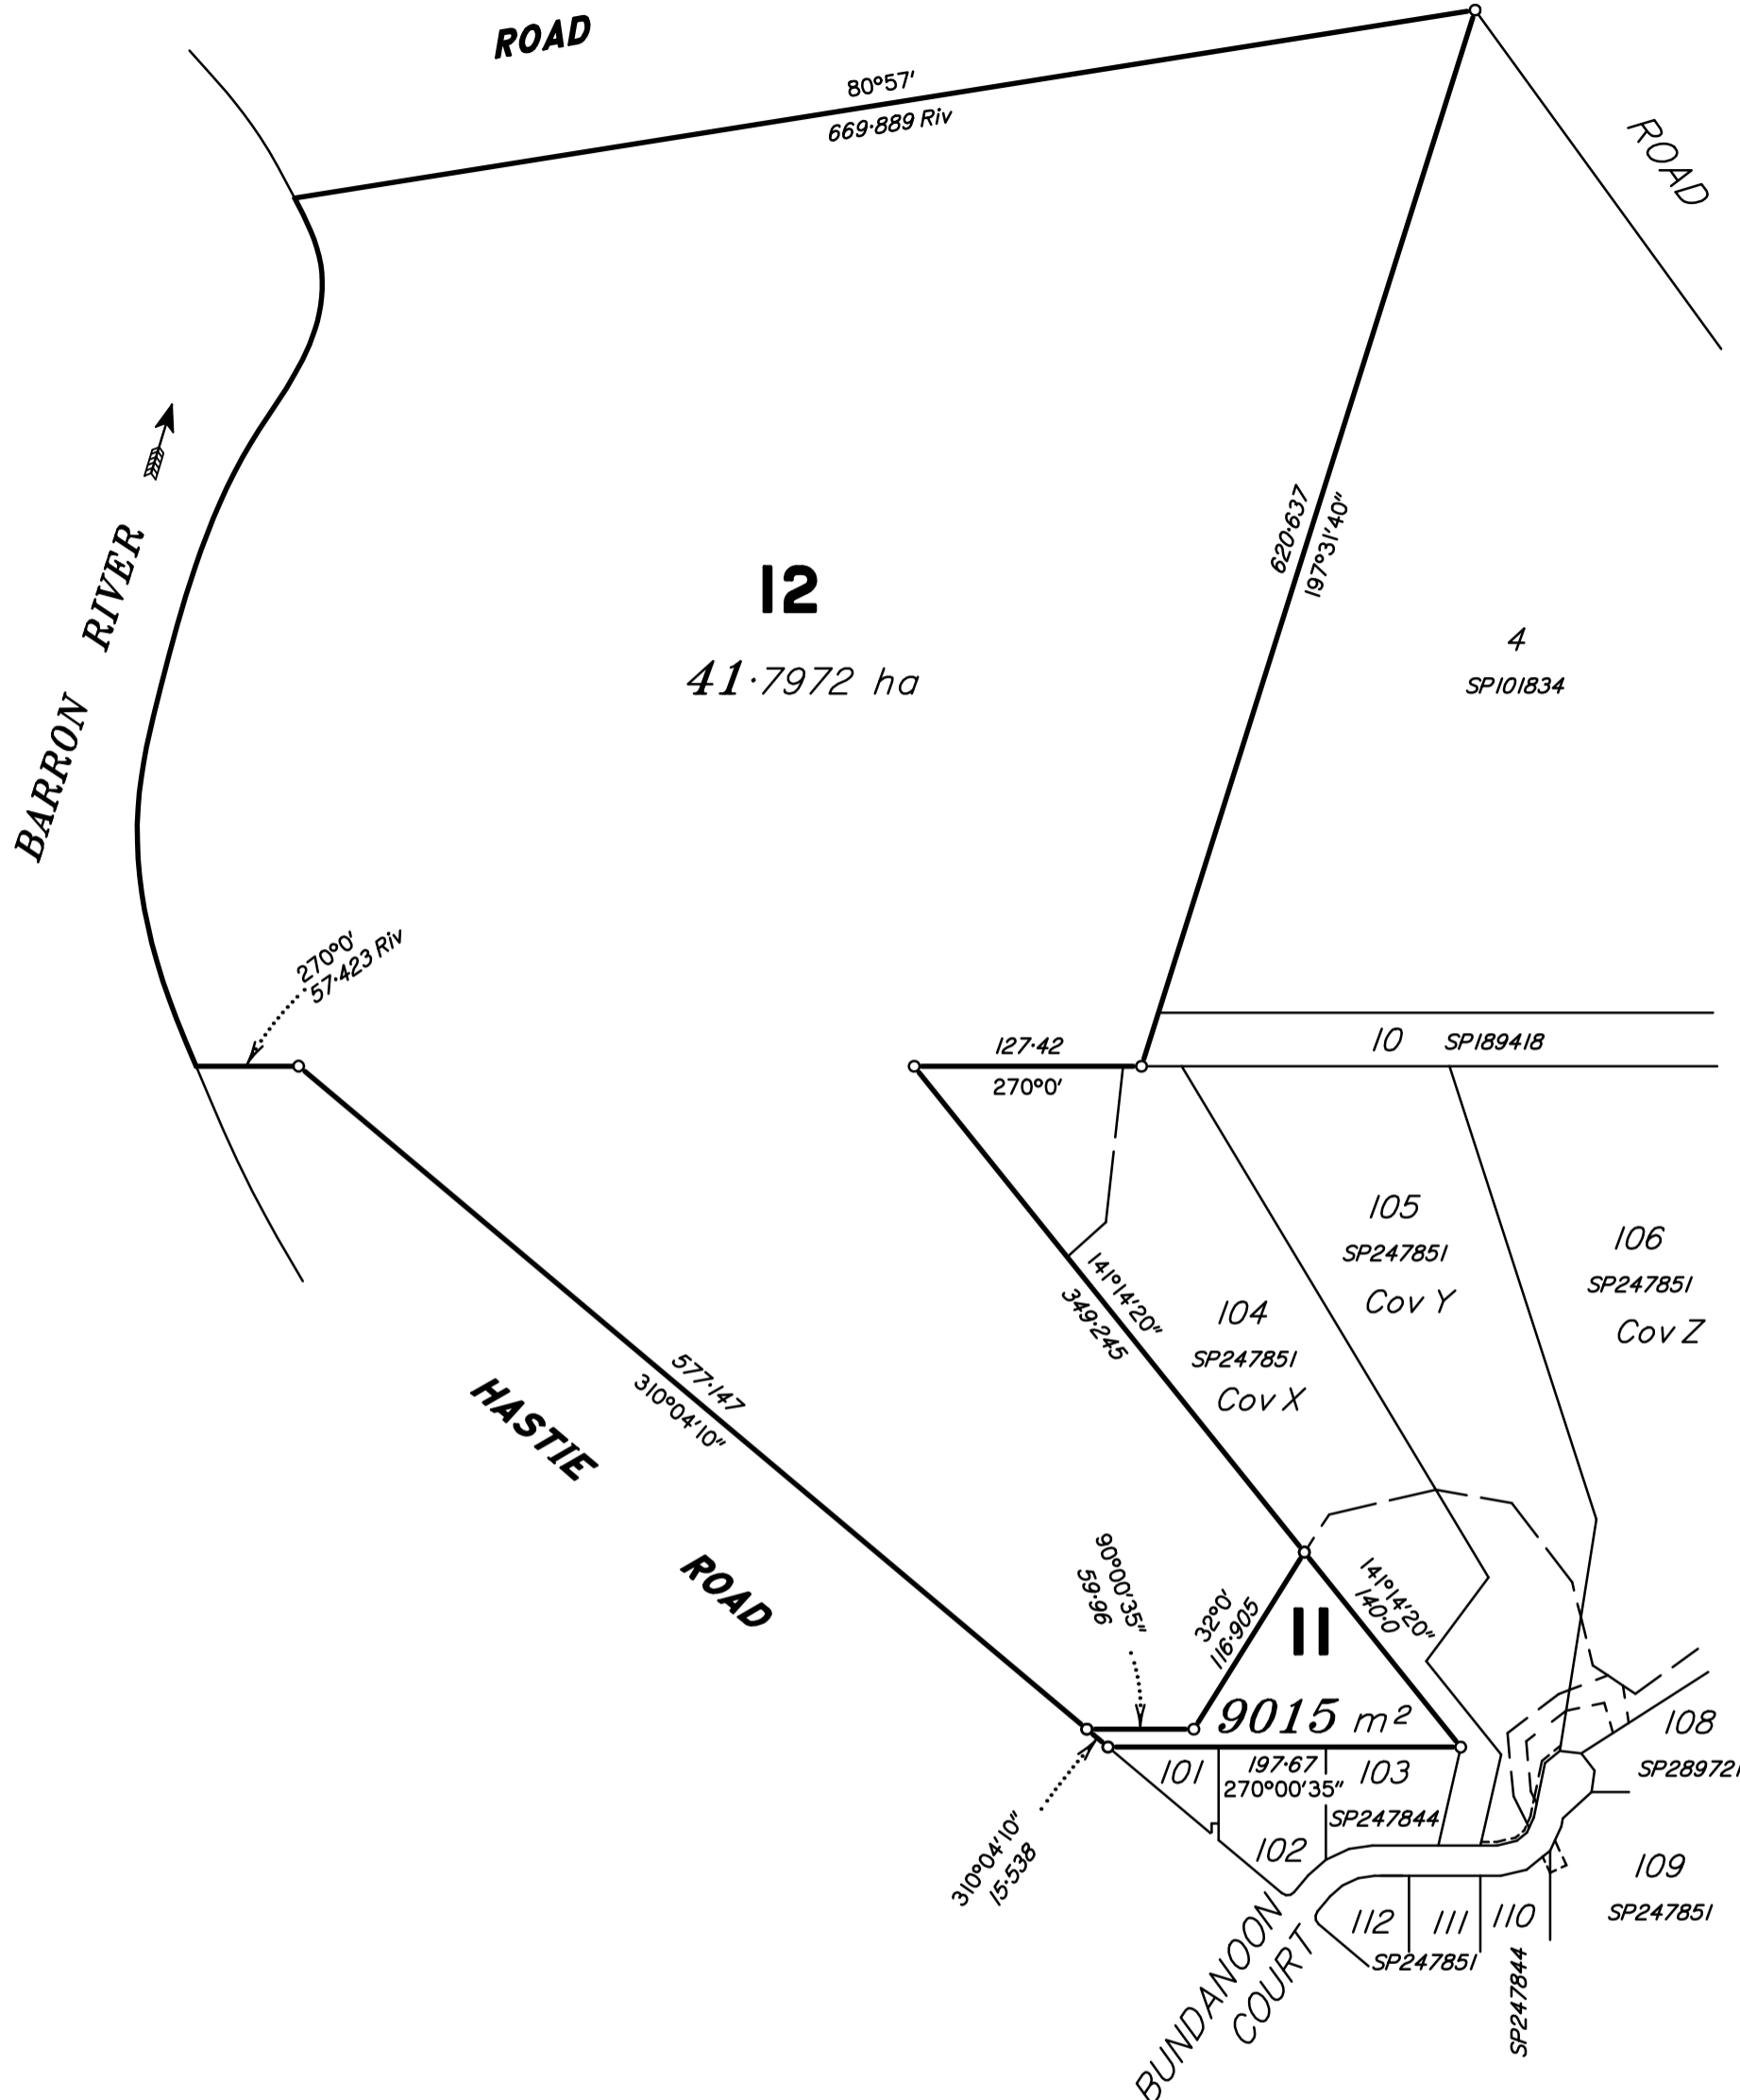 ROAD
80°57'
669·889 Riv
ROAD
BARRON RIVER
12
41·7972 ha
620·637
197°31'40"
4
SP101834
270°0'
57·423 Riv
127·42
270°0'
10 SP189418
105
SP247851
Cov Y
106
SP247851
Cov Z
141°14'20"
349·245
104
SP247851
Cov X
577·147
310°04'10"
HASTIE ROAD
90°00'35"
59·96
32°0'
116·905
141°14'20"
140·0
11
9015 m²
101
197·67
270°00'35"
103
SP247844
102
108
SP289721
310°04'10"
15·538
109
SP247851
112
111
110
SP247851
SP247844
BUNDANOON
COURT